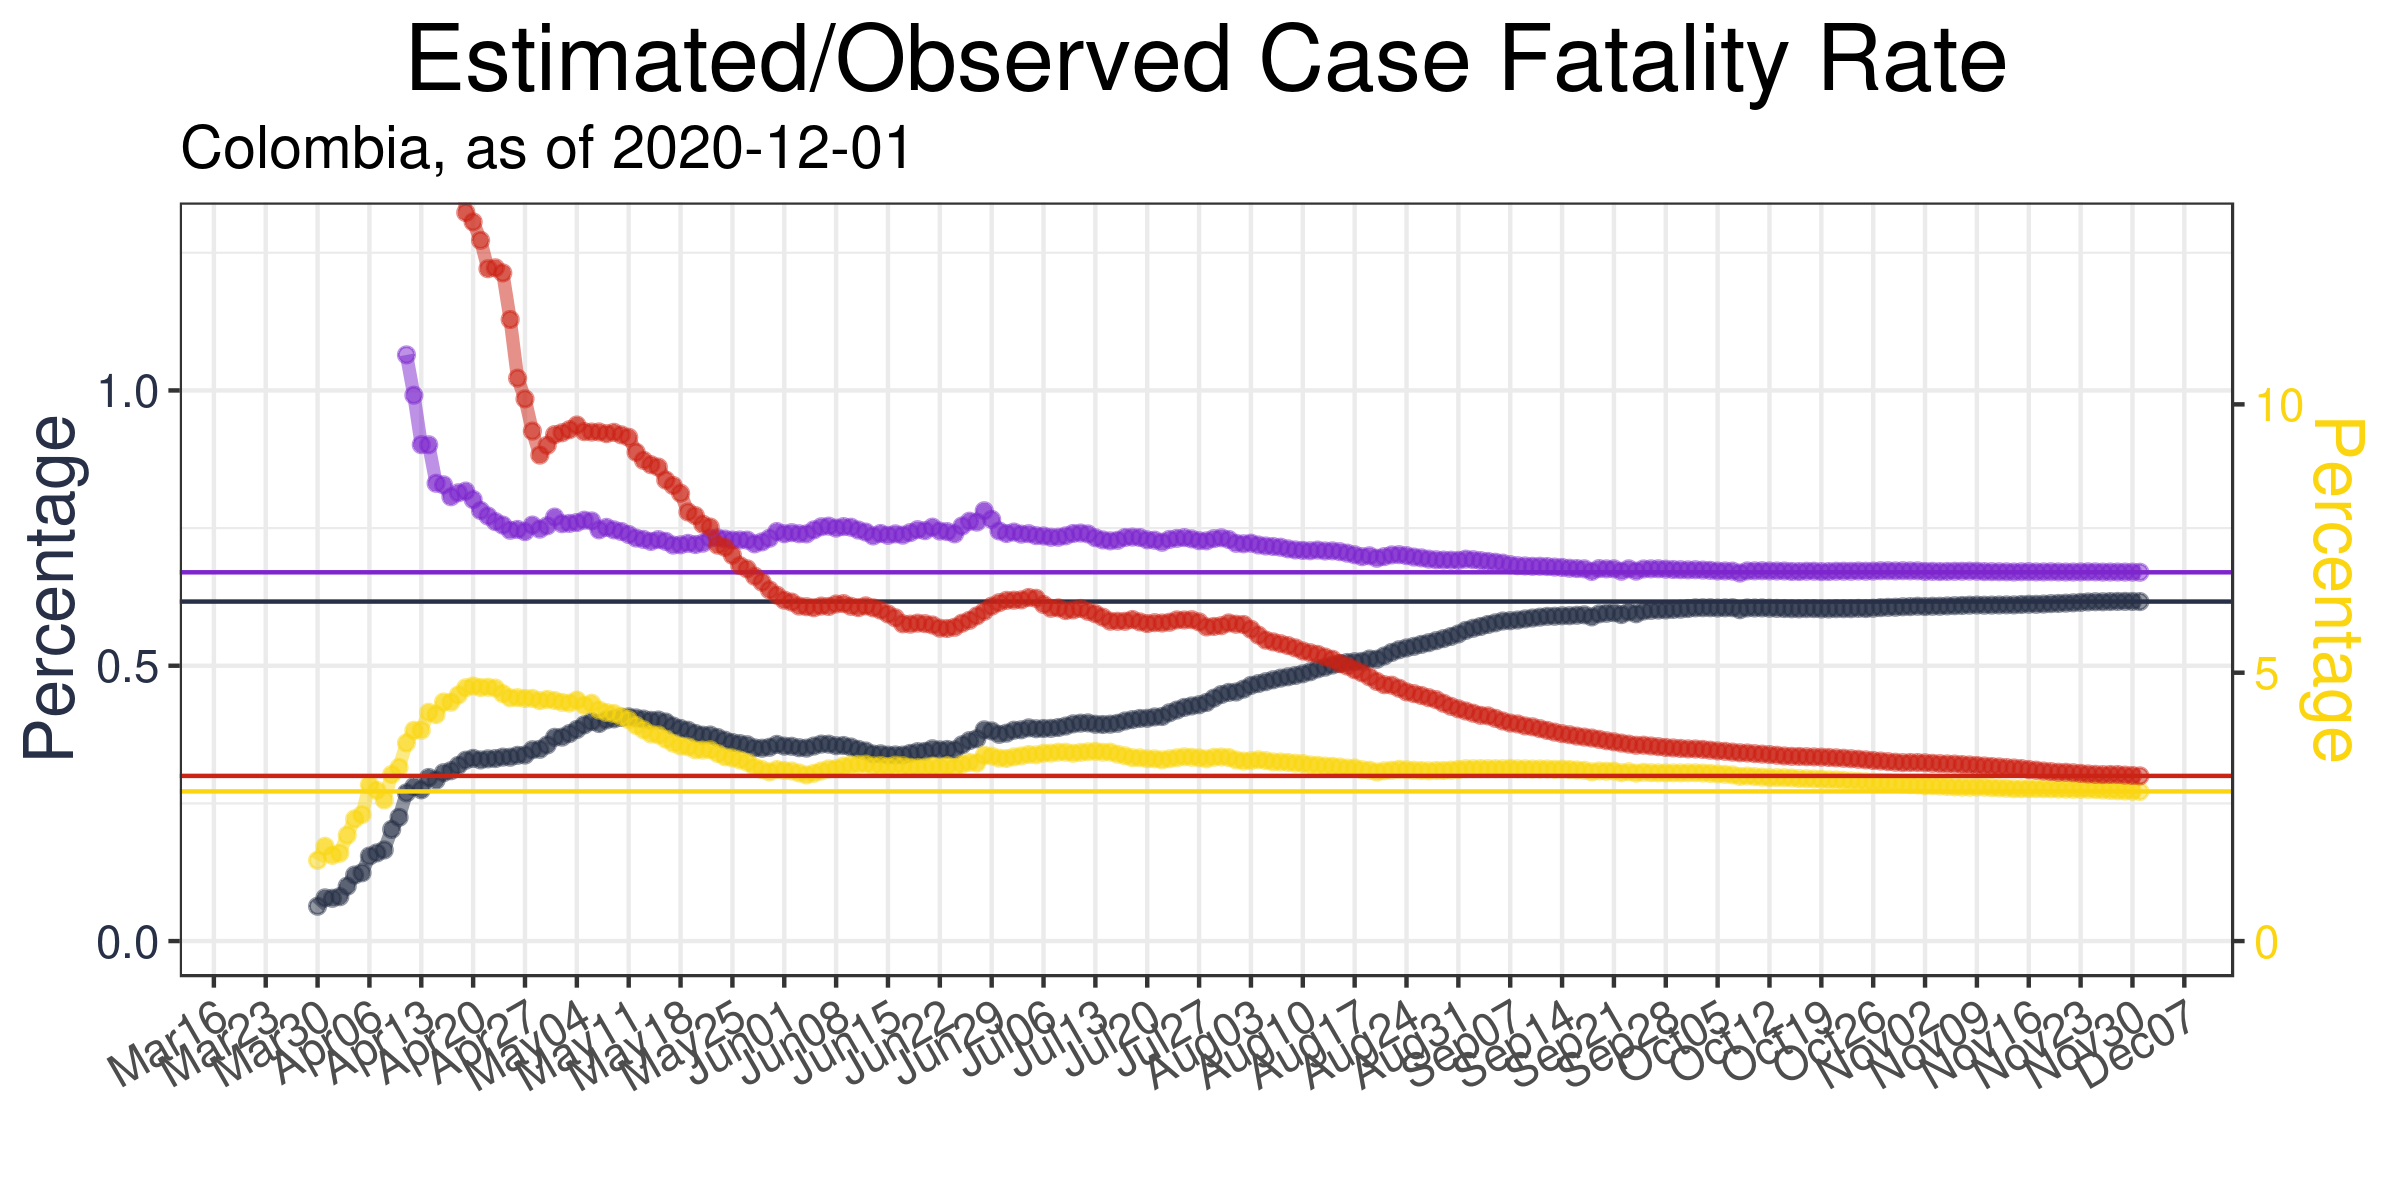 Estimated/Observed Case Fatality Rate
Colombia, as of 2020-12-01
Percentage
1.0
0.5
0.0
10
5
0
Percentage
Mar16
Mar23
Mar30
Apr06
Apr13
Apr20
Apr27
May04
May11
May18
May25
Jun01
Jun08
Jun15
Jun22
Jun29
Jul06
Jul13
Jul20
Jul27
Aug03
Aug10
Aug17
Aug24
Aug31
Sep07
Sep14
Sep21
Sep28
Oct05
Oct12
Oct19
Oct26
Nov02
Nov09
Nov16
Nov23
Nov30
Dec07